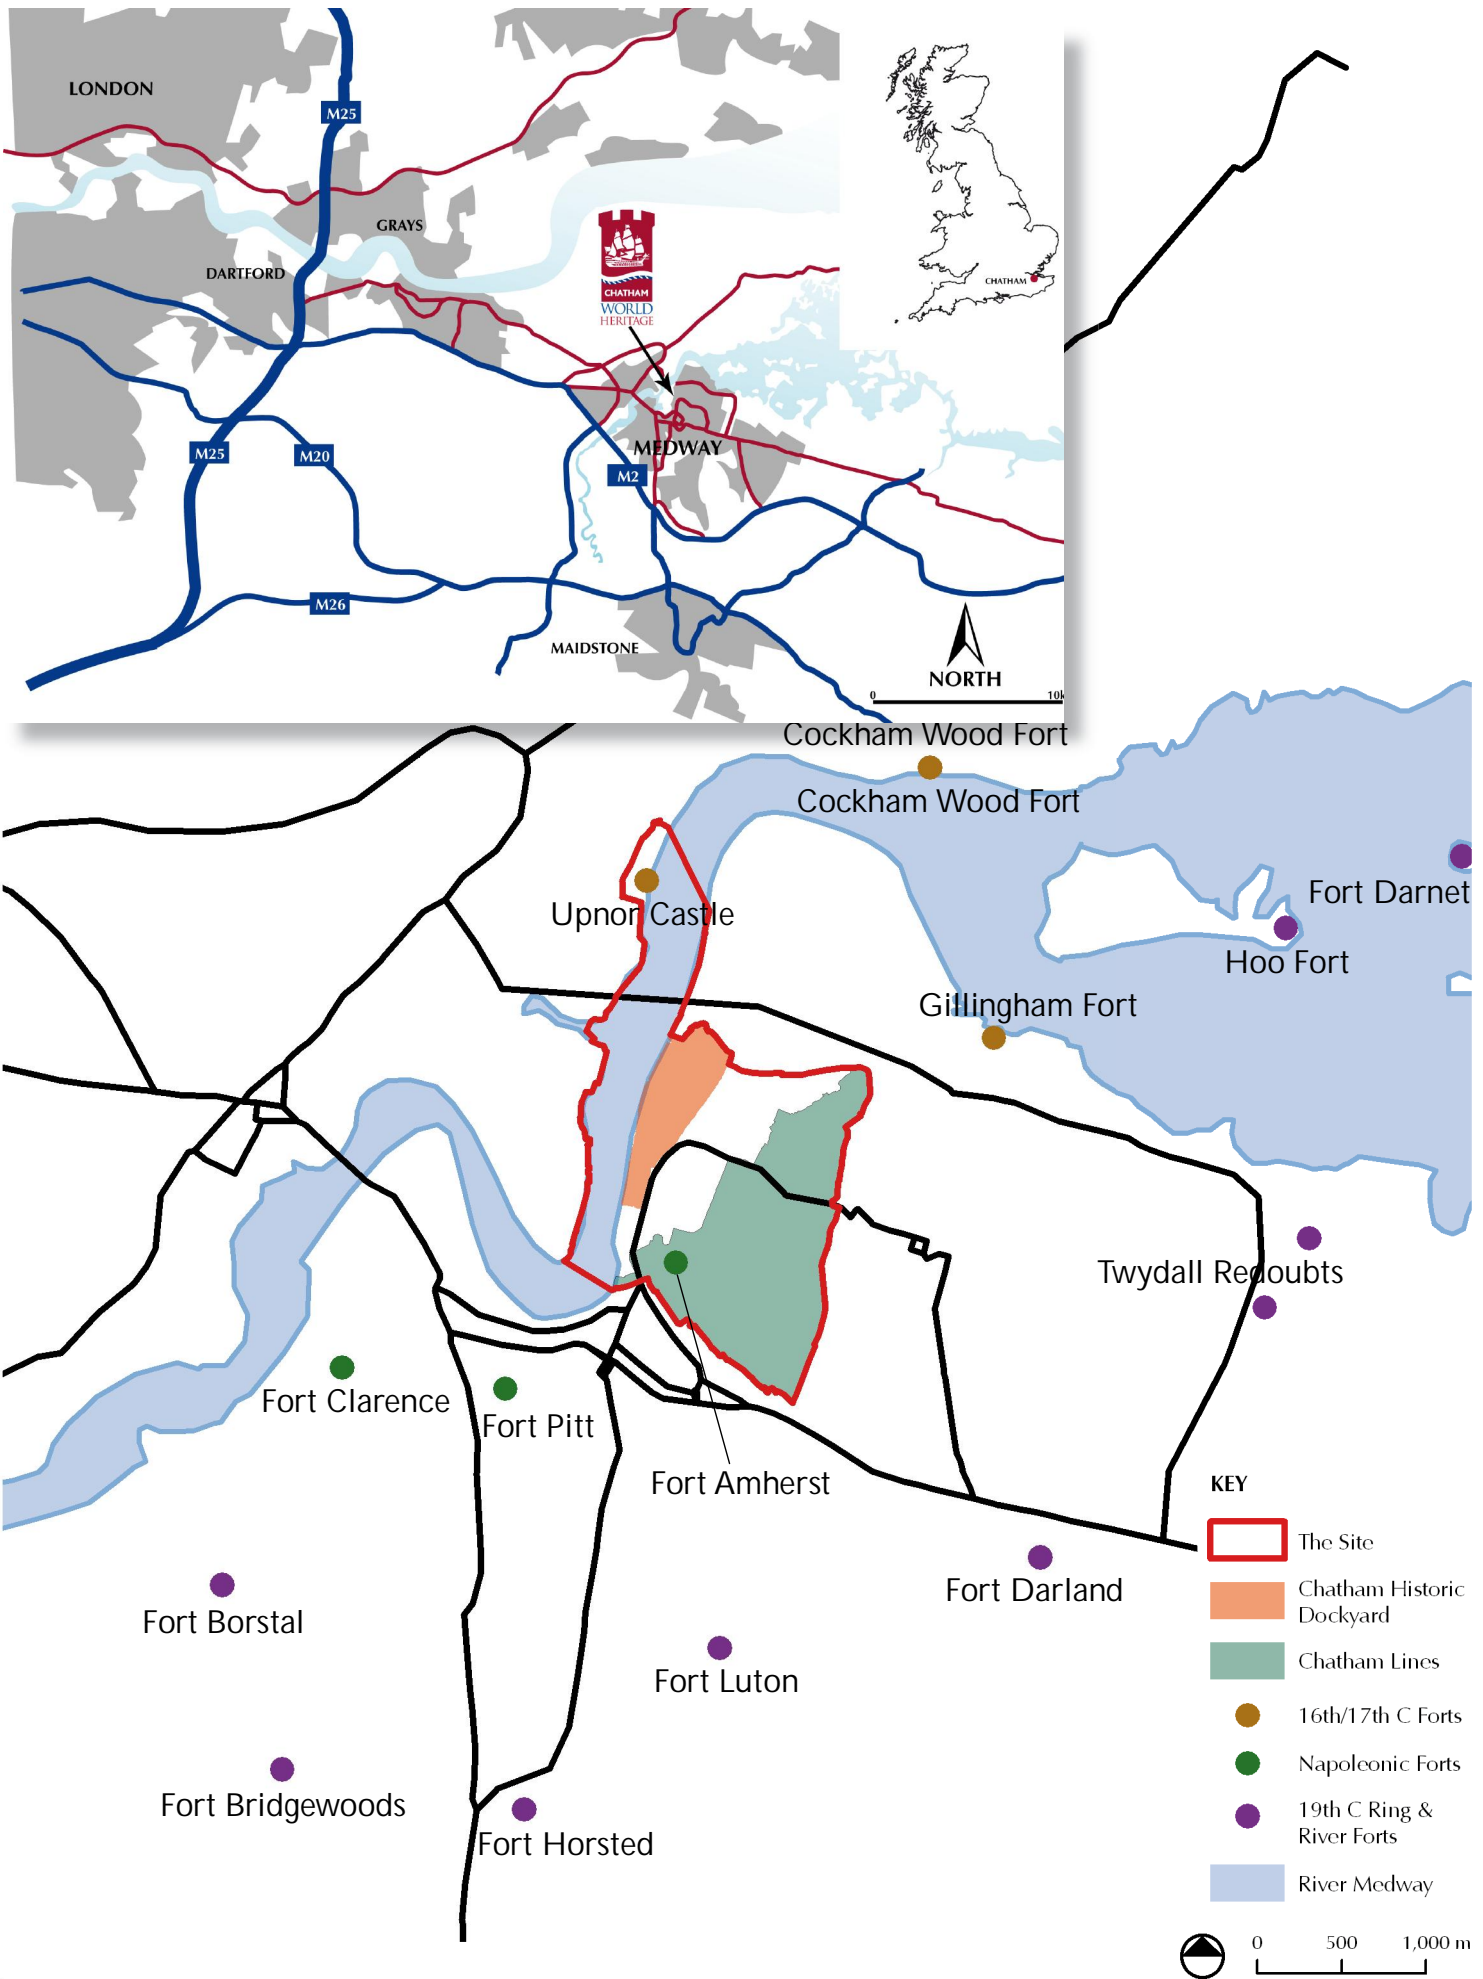 LONDON
M25
GRAYS
DARTFORD
CHATHAM
WORLD
HERITAGE
CHATHAM
MEDWAY
M25
M20
M2
M26
MAIDSTONE
NORTH
0 10k
Cockham Wood Fort
Cockham Wood Fort
Fort Darnet
Upnor Castle
Hoo Fort
Gillingham Fort
Twydall Redoubts
Fort Clarence
Fort Pitt
Fort Amherst
Fort Darland
Fort Borstal
Fort Luton
Fort Bridgewoods
Fort Horsted
KEY
The Site
Chatham Historic
Dockyard
Chatham Lines
16th/17th C Forts
Napoleonic Forts
19th C Ring &
River Forts
River Medway
0 500 1,000 m